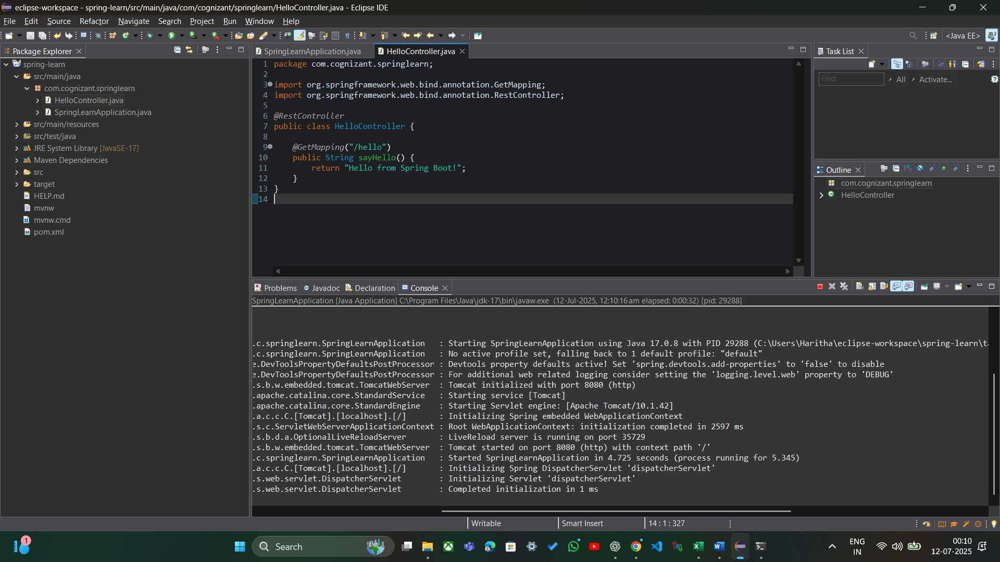 eclipse-workspace - spring-learn/src/main/java/com/cognizant/springlearn/HelloController.java - Eclipse IDE
File Edit Source Refactor Navigate Search Project Run Window Help
<Java EE>
Package Explorer
spring-learn
src/main/java
com.cognizant.springlearn
HelloController.java
SpringLearnApplication.java
src/main/resources
src/test/java
JRE System Library [JavaSE-17]
Maven Dependencies
src
target
HELP.md
mvnw
mvnw.cmd
pom.xml
SpringLearnApplication.java HelloController.java
1 package com.cognizant.springlearn;
2
3 import org.springframework.web.bind.annotation.GetMapping;
4 import org.springframework.web.bind.annotation.RestController;
5
6 @RestController
7 public class HelloController {
8
9 @GetMapping("/hello")
10 public String sayHello() {
11 return "Hello from Spring Boot!";
12 }
13 }
14
Task List
Find All Activate...
Outline
com.cognizant.springlearn
HelloController
Problems Javadoc Declaration Console
SpringLearnApplication [Java Application] C:\Program Files\Java\jdk-17\bin\javaw.exe (12-Jul-2025, 12:10:16 am elapsed: 0:00:32) [pid: 29288]
.c.springlearn.SpringLearnApplication : Starting SpringLearnApplication using Java 17.0.8 with PID 29288 (C:\Users\Haritha\eclipse-workspace\spring-learn\ta
.c.springlearn.SpringLearnApplication : No active profile set, falling back to 1 default profile: "default"
e.DevToolsPropertyDefaultsPostProcessor : Devtools property defaults active! Set 'spring.devtools.add-properties' to 'false' to disable
e.DevToolsPropertyDefaultsPostProcessor : For additional web related logging consider setting the 'logging.level.web' property to 'DEBUG'
.s.b.w.embedded.tomcat.TomcatWebServer : Tomcat initialized with port 8080 (http)
.apache.catalina.core.StandardService : Starting service [Tomcat]
.apache.catalina.core.StandardEngine : Starting Servlet engine: [Apache Tomcat/10.1.42]
.a.c.c.C.[Tomcat].[localhost].[/] : Initializing Spring embedded WebApplicationContext
.s.c.ServletWebServerApplicationContext : Root WebApplicationContext: initialization completed in 2597 ms
.s.b.d.a.OptionalLiveReloadServer : LiveReload server is running on port 35729
.s.b.w.embedded.tomcat.TomcatWebServer : Tomcat started on port 8080 (http) with context path '/'
.c.springlearn.SpringLearnApplication : Started SpringLearnApplication in 4.725 seconds (process running for 5.345)
.a.c.c.C.[Tomcat].[localhost].[/] : Initializing Spring DispatcherServlet 'dispatcherServlet'
.s.web.servlet.DispatcherServlet : Initializing Servlet 'dispatcherServlet'
.s.web.servlet.DispatcherServlet : Completed initialization in 1 ms
Writable Smart Insert 14 : 1 : 327
1
Search
ENG
IN
00:10
12-07-2025